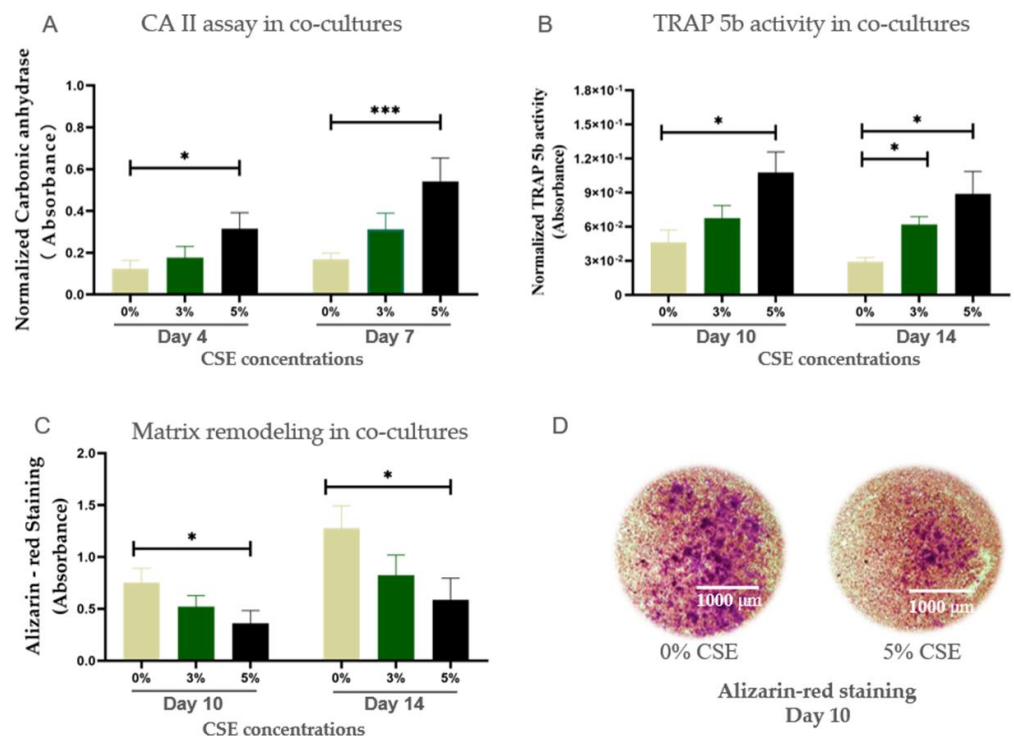 A
CA II assay in co-cultures
Normalized Carbonic anhydrase
( Absorbance)
1.0
0.8
0.6
0.4
0.2
0.0
*
***
0% 3% 5% 0% 3% 5%
Day 4 Day 7
CSE concentrations
B
TRAP 5b activity in co-cultures
Normalized TRAP 5b activity
(Absorbance)
1.8×10-1
1.5×10-1
1.2×10-1
9×10-2
6×10-2
3×10-2
0
*
*
*
0% 3% 5% 0% 3% 5%
Day 10 Day 14
CSE concentrations
C
Matrix remodeling in co-cultures
Alizarin - red Staining
(Absorbance)
2.0
1.5
1.0
0.5
0.0
*
*
0% 3% 5% 0% 3% 5%
Day 10 Day 14
CSE concentrations
D
1000 µm 1000 µm
0% CSE 5% CSE
Alizarin-red staining
Day 10